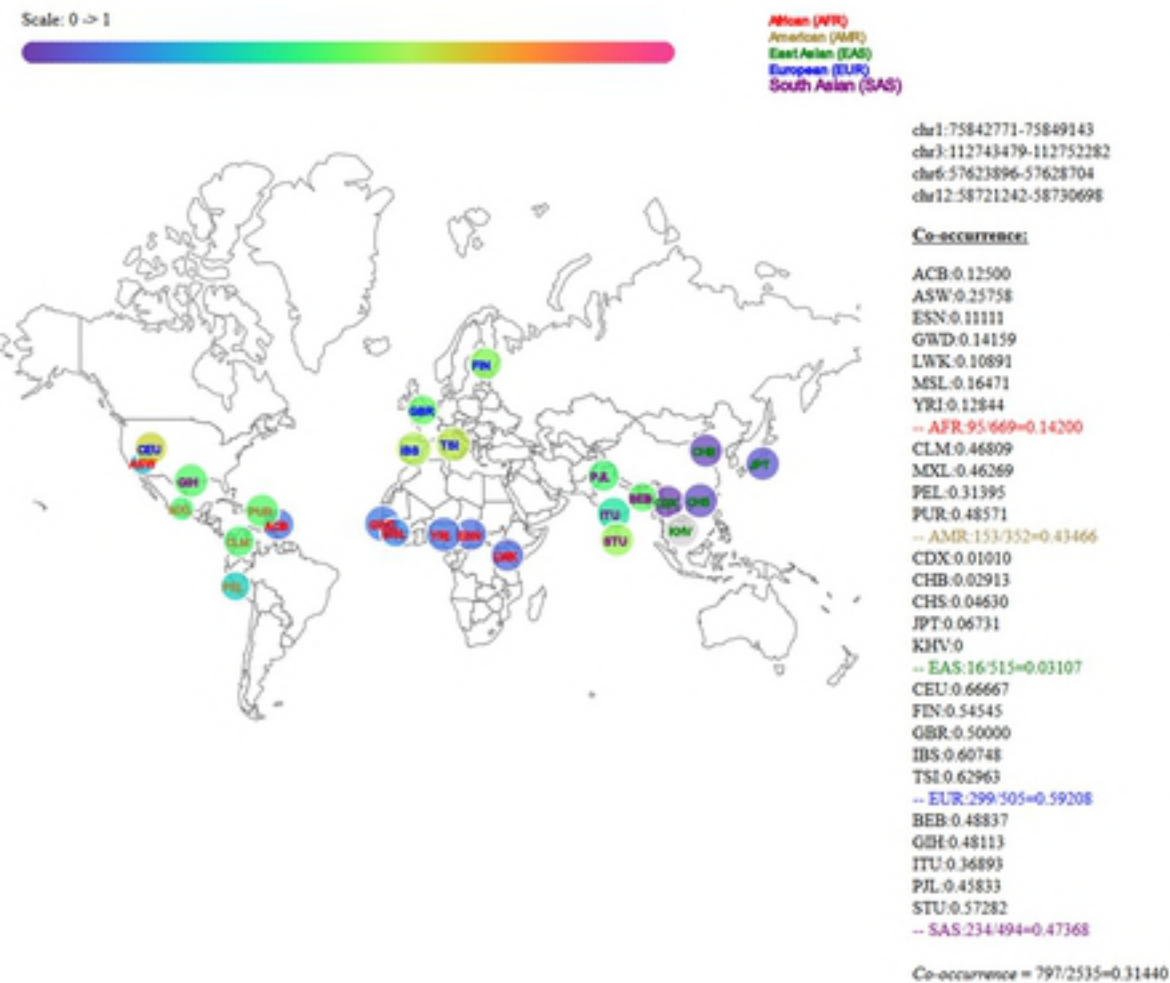 Scale: 0 -> 1
African (AFR)
American (AMR)
East Asian (EAS)
European (EUR)
South Asian (SAS)
chr1:75842771-75849143
chr3:112743479-112752282
chr6:57623896-57628704
chr12:58721242-58730698
Co-occurrence:
ACB:0.12500
ASW:0.25758
ESN:0.11111
GWD:0.14159
LWK:0.10891
MSL:0.16471
YRI:0.12844
-- AFR:95/669=0.14200
CLM:0.46809
MXL:0.46269
PEL:0.31395
PUR:0.48571
-- AMR:153/352=0.43466
CDX:0.01010
CHB:0.02913
CHS:0.04630
JPT:0.06731
KHV:0
-- EAS:16/515=0.03107
CEU:0.66667
FIN:0.54545
GBR:0.50000
IBS:0.60748
TSI:0.62963
-- EUR:299/505=0.59208
BEB:0.48837
GIH:0.48113
ITU:0.36893
PJL:0.45833
STU:0.57282
-- SAS:234/494=0.47368
Co-occurrence = 797/2535=0.31440
FIN
GBR
CEU
IBS
TSI
CHB
ASW
JPT
GIH
PJL
MXL
PUR
BEB
CDX
CHS
ACB
GWD
MSL
YRI
ESN
ITU
KHV
CLM
STU
LWK
PEL